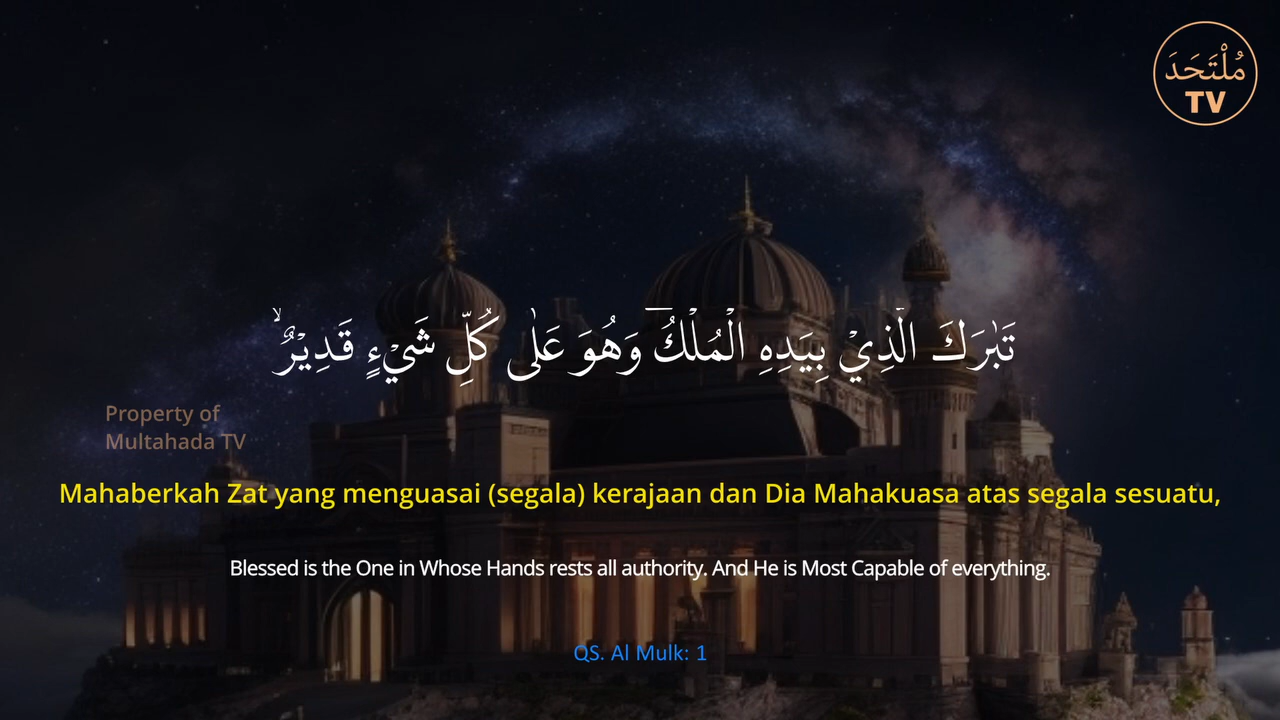 مُلْتَحَدَ
TV
تَبٰرَكَ الَّذِيْ بِيَدِهِ الْمُلْكُۖ وَهُوَ عَلٰى كُلِّ شَيْءٍ قَدِيْرٌۙ
Property of
Multahada TV
Mahaberkah Zat yang menguasai (segala) kerajaan dan Dia Mahakuasa atas segala sesuatu,
Blessed is the One in Whose Hands rests all authority. And He is Most Capable of everything.
QS. Al Mulk: 1